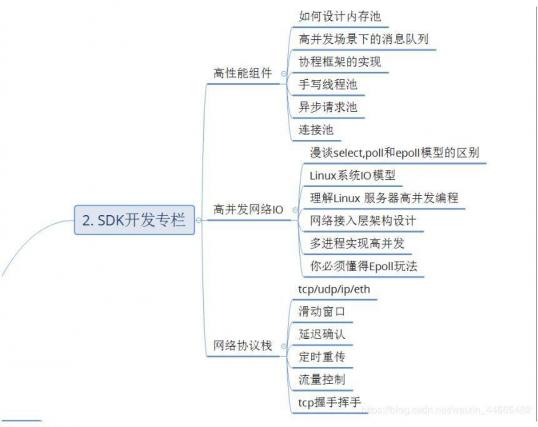 2. SDK开发专栏
高性能组件
如何设计内存池
高并发场景下的消息队列
协程框架的实现
手写线程池
异步请求池
连接池
高并发网络IO
漫谈select,poll和epoll模型的区别
Linux系统IO模型
理解Linux 服务器高并发编程
网络接入层架构设计
多进程实现高并发
你必须懂得Epoll玩法
网络协议栈
tcp/udp/ip/eth
滑动窗口
延迟确认
定时重传
流量控制
tcp握手挥手